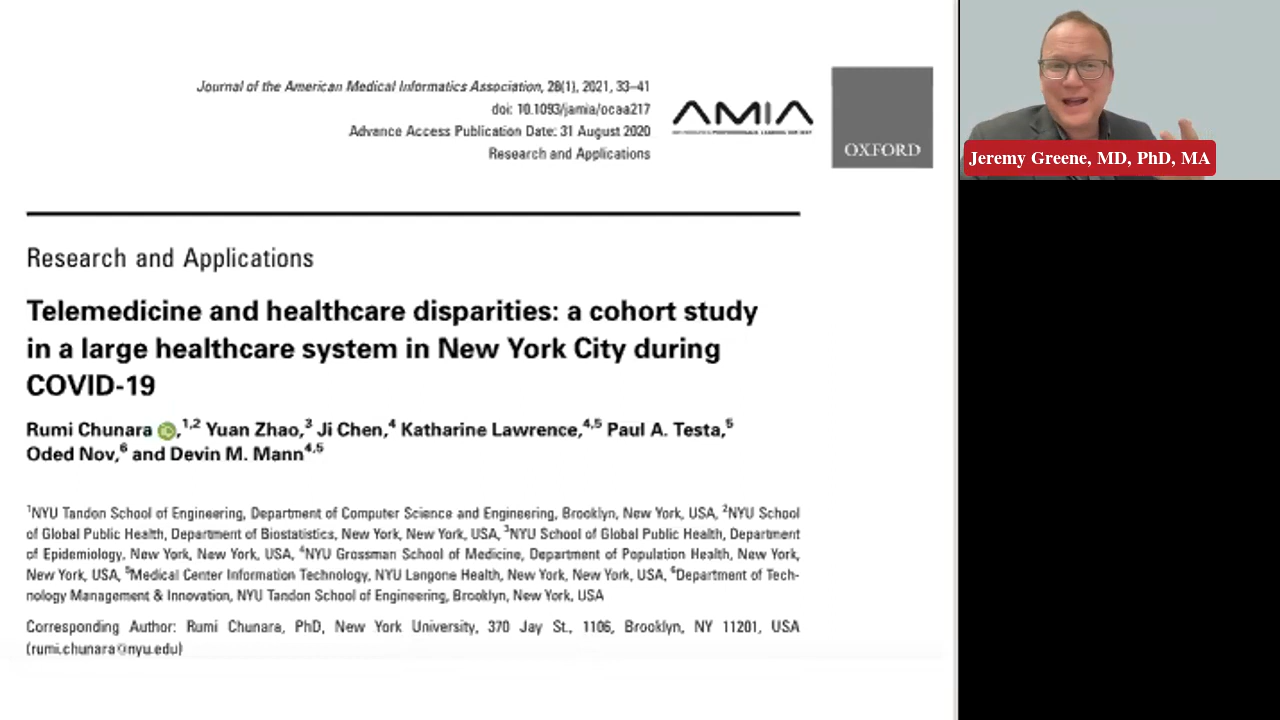 Journal of the American Medical Informatics Association, 28(1), 2021, 33–41
doi: 10.1093/jamia/ocaa217
Advance Access Publication Date: 31 August 2020
Research and Applications
AMIA
OXFORD
Jeremy Greene, MD, PhD, MA
Research and Applications
Telemedicine and healthcare disparities: a cohort study
in a large healthcare system in New York City during
COVID-19
Rumi Chunara iD,1,2 Yuan Zhao,3 Ji Chen,4 Katharine Lawrence,4,5 Paul A. Testa,5
Oded Nov,6 and Devin M. Mann4,5
1NYU Tandon School of Engineering, Department of Computer Science and Engineering, Brooklyn, New York, USA, 2NYU School
of Global Public Health, Department of Biostatistics, New York, New York, USA, 3NYU School of Global Public Health, Department
of Epidemiology, New York, New York, USA, 4NYU Grossman School of Medicine, Department of Population Health, New York,
New York, USA, 5Medical Center Information Technology, NYU Langone Health, New York, New York, USA, 6Department of Tech-
nology Management & Innovation, NYU Tandon School of Engineering, Brooklyn, New York, USA
Corresponding Author: Rumi Chunara, PhD, New York University, 370 Jay St., 1106, Brooklyn, NY 11201, USA
(rumi.chunara@nyu.edu)